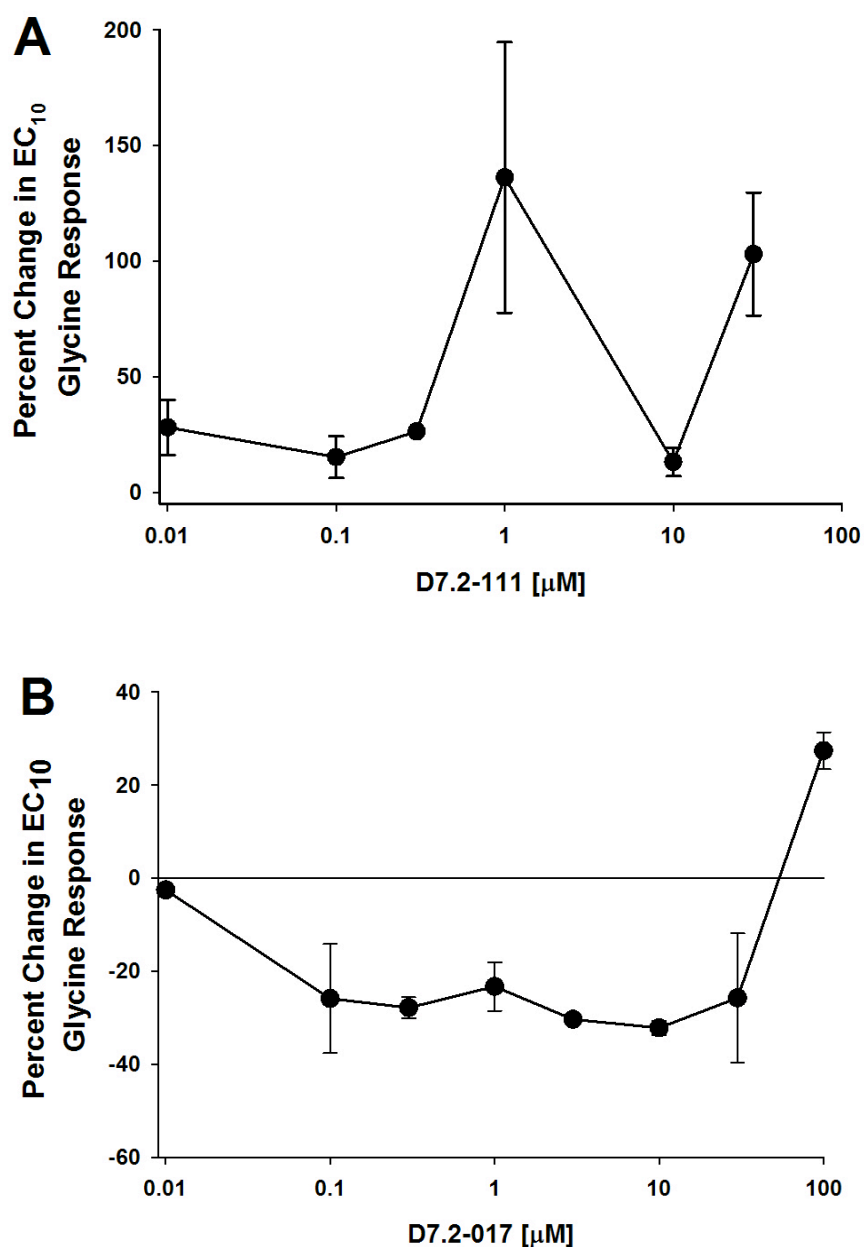 A
Percent Change in EC10
Glycine Response
200
150
100
50
0
0.01 0.1 1 10 100
D7.2-111 [μM]
B
Percent Change in EC10
Glycine Response
40
20
0
-20
-40
-60
0.01 0.1 1 10 100
D7.2-017 [μM]